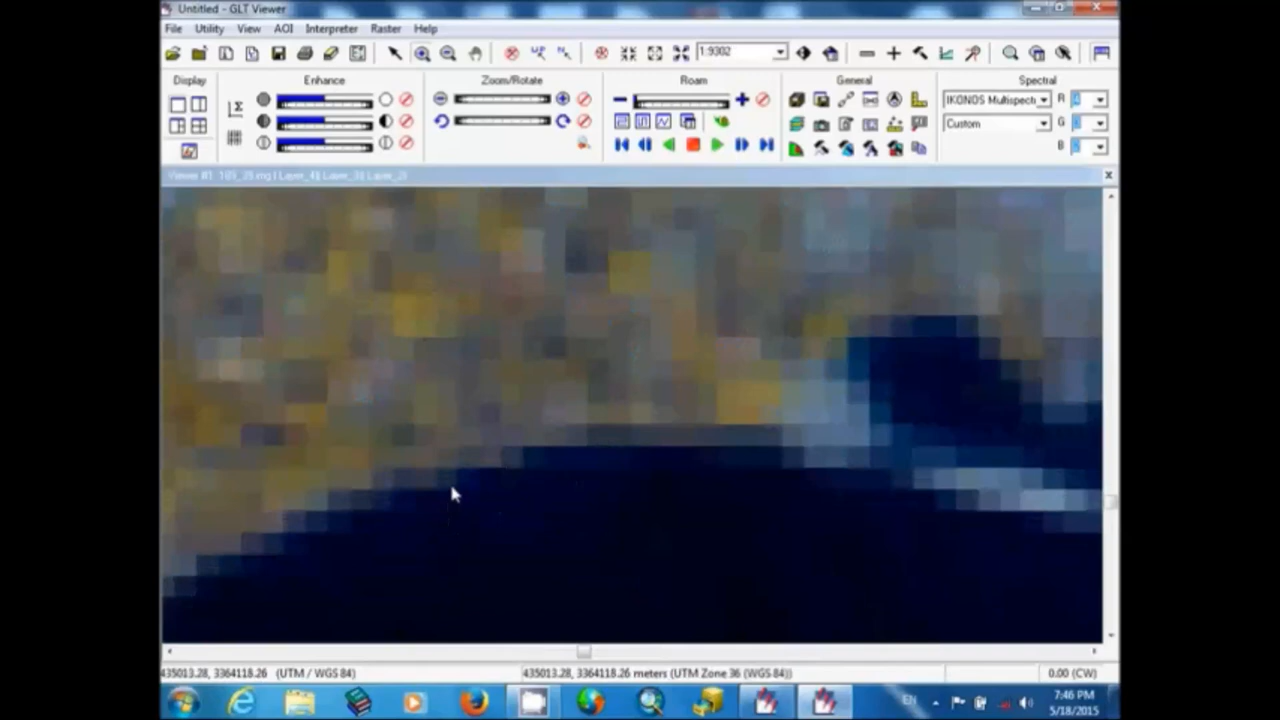 Untitled - GLT Viewer
File Utility View AOI Interpreter Raster Help
1:9302
Display Enhance Zoom/Rotate Roam General Spectral
IKONOS Multispectr R
Custom G
B
435013.28, 3364118.26 (UTM / WGS 84) 435013.28, 3364118.26 meters (UTM Zone 36 (WGS 84)) 0.00 (CW)
EN 7:46 PM
5/18/2015